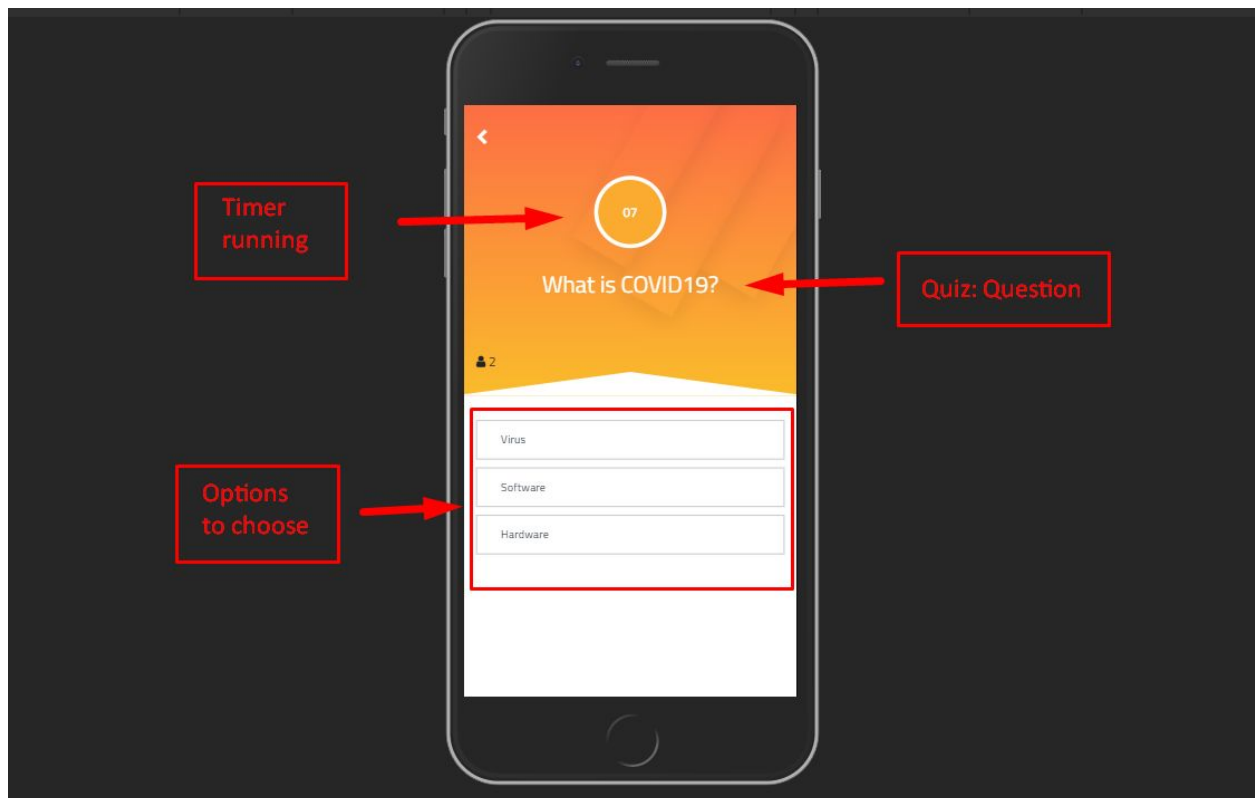 07
Timer
running
What is COVID19?
Quiz: Question
2
Virus
Software
Options
to choose
Hardware